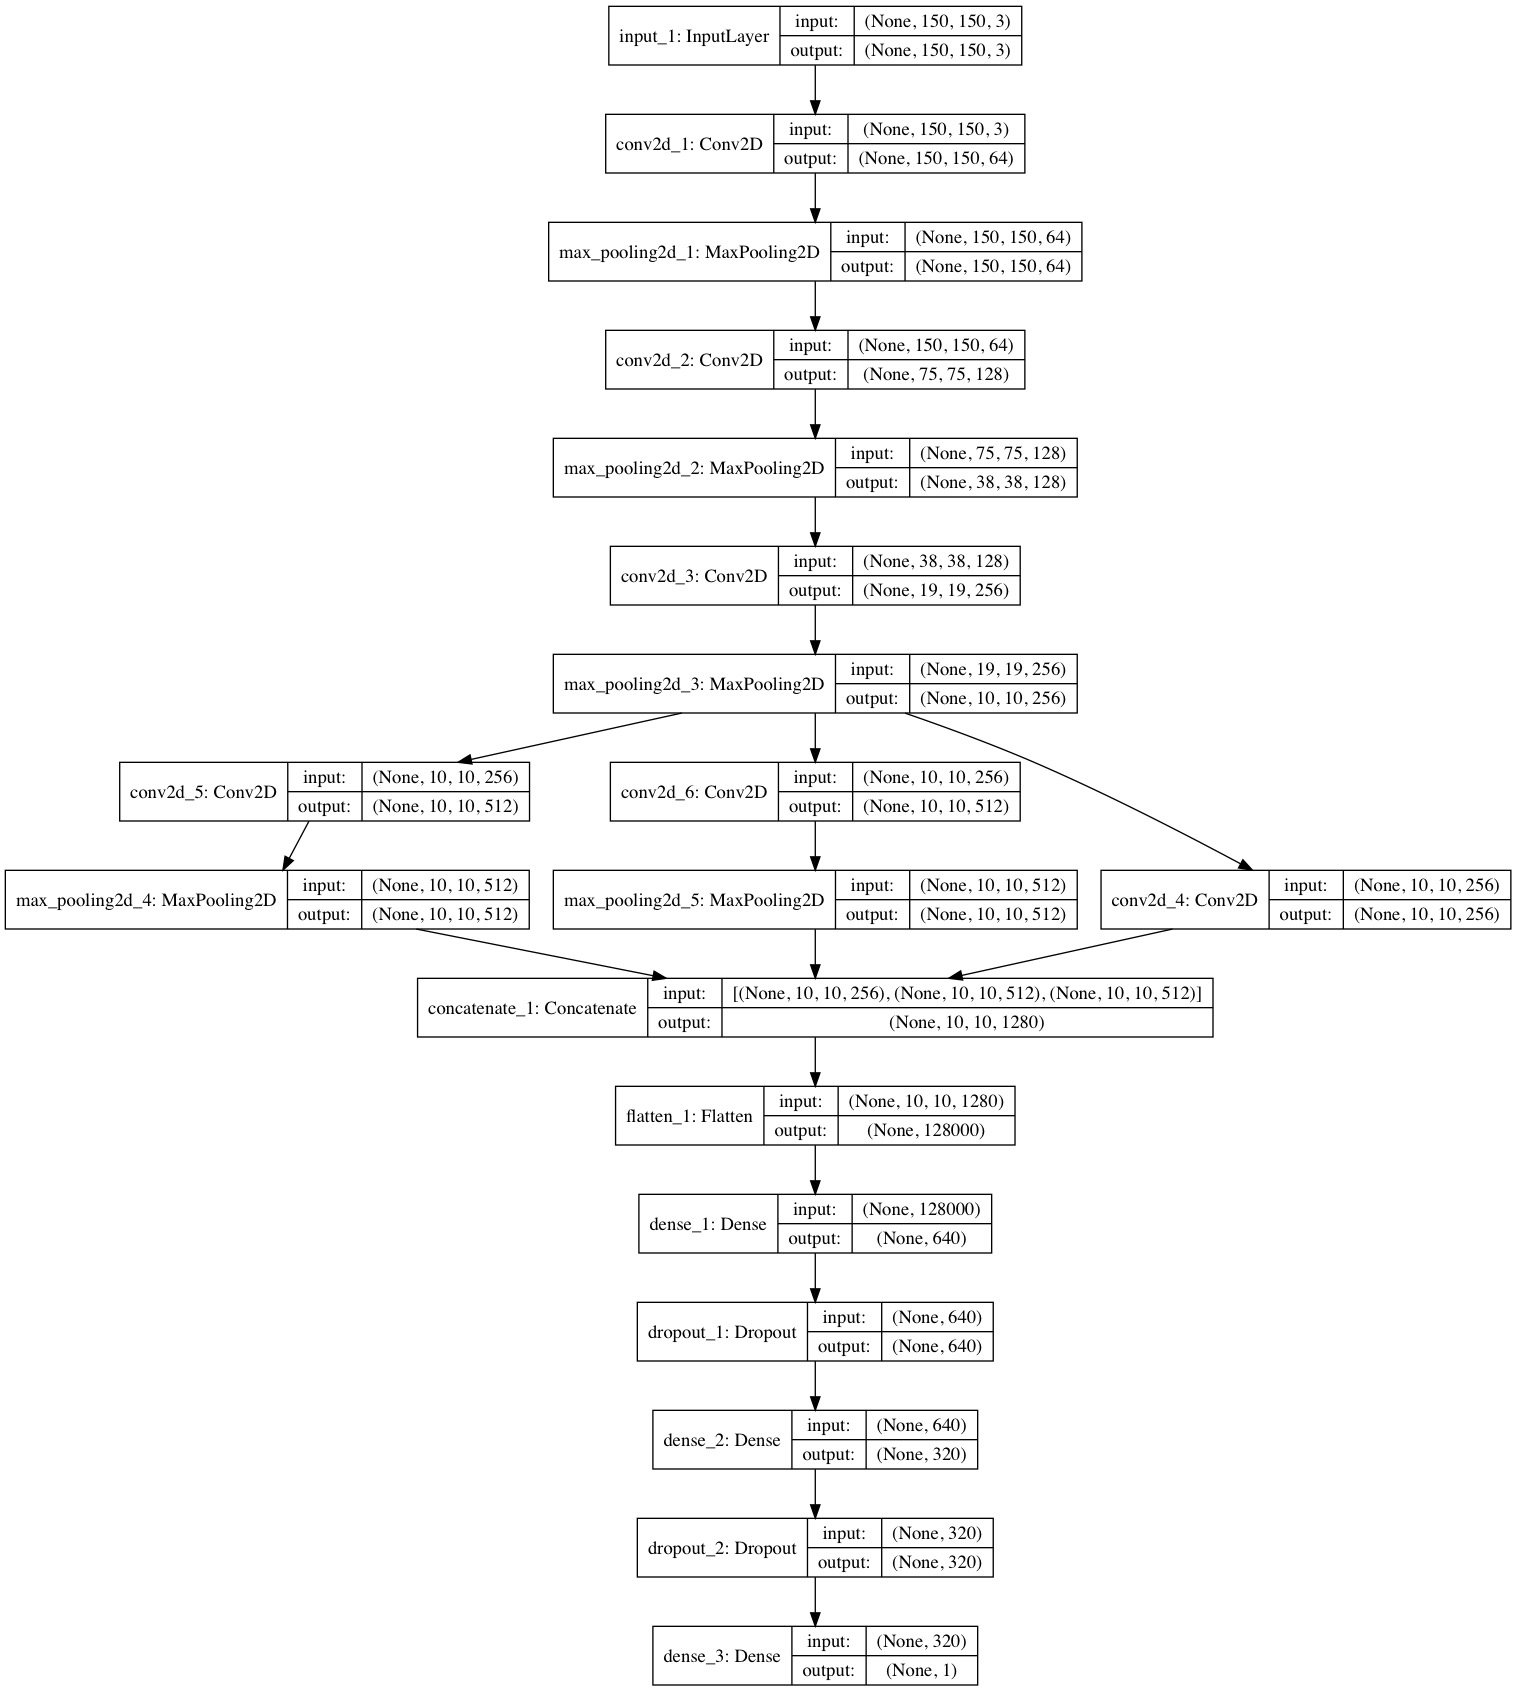 input_1: InputLayer
input: (None, 150, 150, 3)
output: (None, 150, 150, 3)
conv2d_1: Conv2D
input: (None, 150, 150, 3)
output: (None, 150, 150, 64)
max_pooling2d_1: MaxPooling2D
input: (None, 150, 150, 64)
output: (None, 150, 150, 64)
conv2d_2: Conv2D
input: (None, 150, 150, 64)
output: (None, 75, 75, 128)
max_pooling2d_2: MaxPooling2D
input: (None, 75, 75, 128)
output: (None, 38, 38, 128)
conv2d_3: Conv2D
input: (None, 38, 38, 128)
output: (None, 19, 19, 256)
max_pooling2d_3: MaxPooling2D
input: (None, 19, 19, 256)
output: (None, 10, 10, 256)
conv2d_5: Conv2D
input: (None, 10, 10, 256)
output: (None, 10, 10, 512)
conv2d_6: Conv2D
input: (None, 10, 10, 256)
output: (None, 10, 10, 512)
max_pooling2d_4: MaxPooling2D
input: (None, 10, 10, 512)
output: (None, 10, 10, 512)
max_pooling2d_5: MaxPooling2D
input: (None, 10, 10, 512)
output: (None, 10, 10, 512)
conv2d_4: Conv2D
input: (None, 10, 10, 256)
output: (None, 10, 10, 256)
concatenate_1: Concatenate
input: [(None, 10, 10, 256), (None, 10, 10, 512), (None, 10, 10, 512)]
output: (None, 10, 10, 1280)
flatten_1: Flatten
input: (None, 10, 10, 1280)
output: (None, 128000)
dense_1: Dense
input: (None, 128000)
output: (None, 640)
dropout_1: Dropout
input: (None, 640)
output: (None, 640)
dense_2: Dense
input: (None, 640)
output: (None, 320)
dropout_2: Dropout
input: (None, 320)
output: (None, 320)
dense_3: Dense
input: (None, 320)
output: (None, 1)